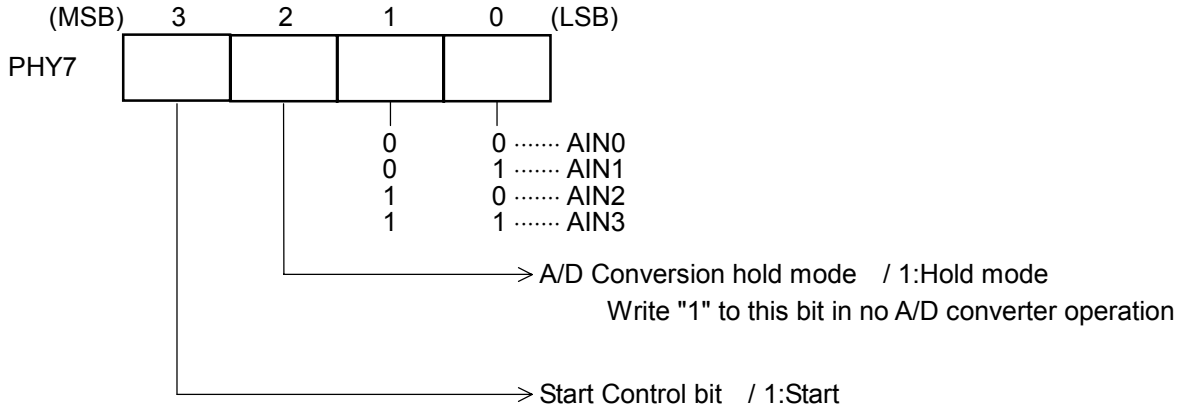 (MSB) 3 2 1 0 (LSB)
PHY7
0 0 ······· AIN0
0 1 ······· AIN1
1 0 ······· AIN2
1 1 ······· AIN3
A/D Conversion hold mode / 1:Hold mode
Write "1" to this bit in no A/D converter operation
Start Control bit / 1:Start